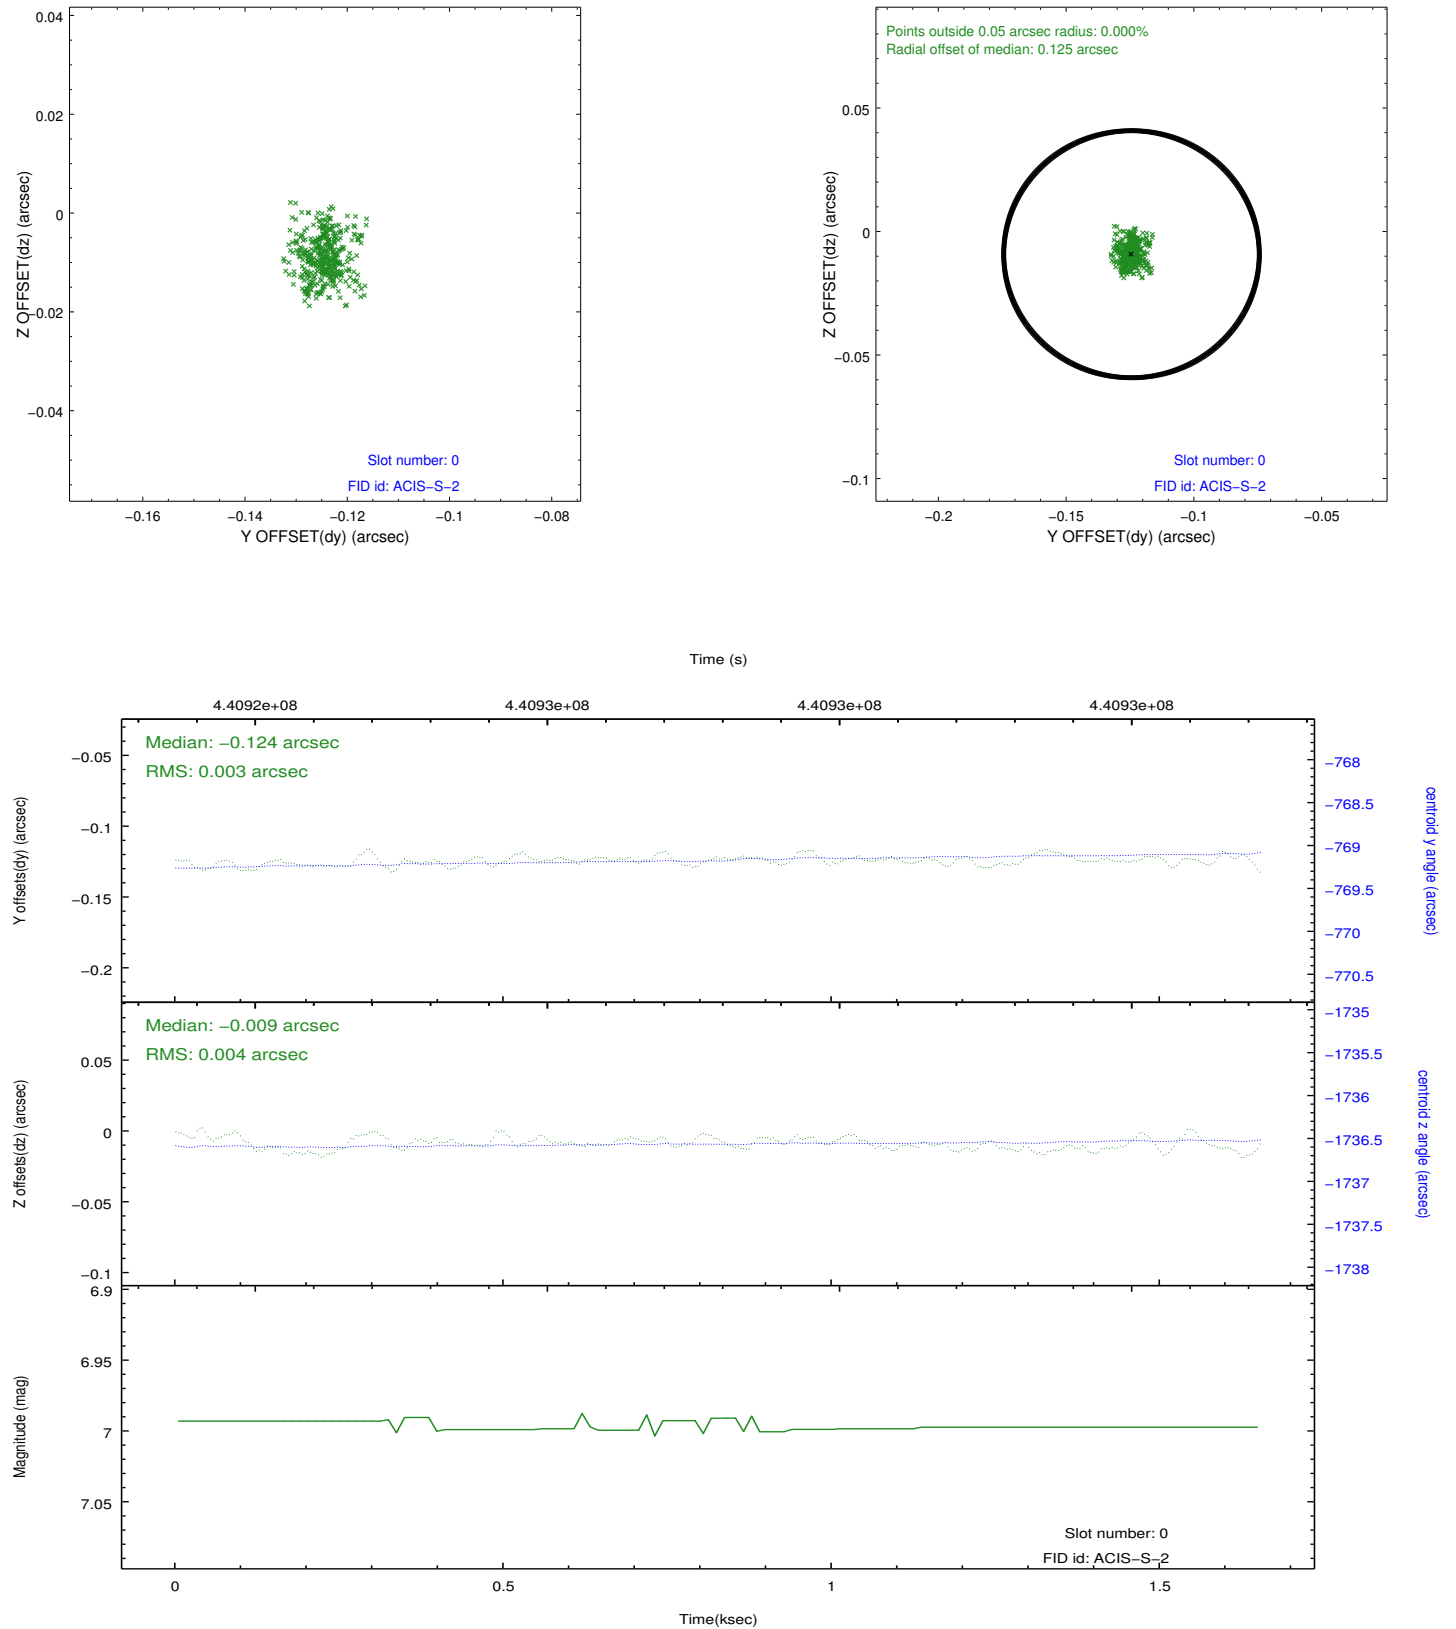 0.04
0.02
0
−0.02
−0.04
Z OFFSET(dz) (arcsec)
Slot number: 0
FID id: ACIS−S−2
−0.16 −0.14 −0.12 −0.1 −0.08
Y OFFSET(dy) (arcsec)
Points outside 0.05 arcsec radius: 0.000%
Radial offset of median: 0.125 arcsec
0.05
0
−0.05
−0.1
Z OFFSET(dz) (arcsec)
Slot number: 0
FID id: ACIS−S−2
−0.2 −0.15 −0.1 −0.05
Y OFFSET(dy) (arcsec)
Time (s)
4.4092e+08 4.4093e+08 4.4093e+08 4.4093e+08
Median: −0.124 arcsec
RMS: 0.003 arcsec
−0.05
−0.1
−0.15
−0.2
Y offsets(dy) (arcsec)
−768
−768.5
−769
−769.5
−770
−770.5
centroid y angle (arcsec)
Median: −0.009 arcsec
RMS: 0.004 arcsec
0.05
0
−0.05
−0.1
Z offsets(dz) (arcsec)
−1735
−1735.5
−1736
−1736.5
−1737
−1737.5
−1738
centroid z angle (arcsec)
6.9
6.95
7
7.05
Magnitude (mag)
Slot number: 0
FID id: ACIS−S−2
0 0.5 1 1.5
Time(ksec)